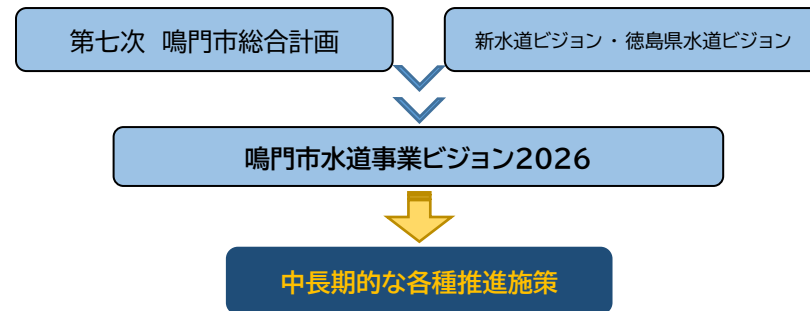 第七次 鳴門市総合計画
新水道ビジョン・徳島県水道ビジョン
鳴門市水道事業ビジョン2026
中長期的な各種推進施策